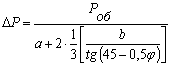 ΔP = P_об / (a + 2 · 1/3 [ b / tg(45 − 0,5φ) ])